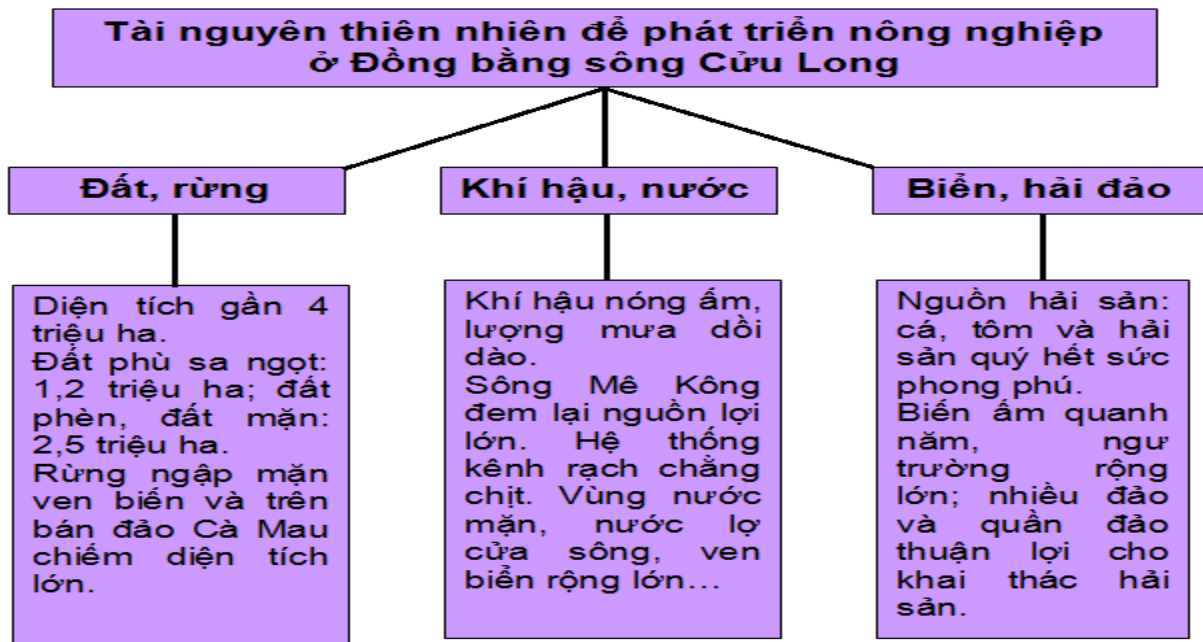 Tài nguyên thiên nhiên để phát triển nông nghiệp
ở Đồng bằng sông Cửu Long
Đất, rừng
Khí hậu, nước
Biển, hải đảo
Diện tích gần 4
triệu ha.
Đất phù sa ngọt:
1,2 triệu ha; đất
phèn, đất mặn:
2,5 triệu ha.
Rừng ngập mặn
ven biển và trên
bán đảo Cà Mau
chiếm diện tích
lớn.
Khí hậu nóng ẩm,
lượng mưa dồi
dào.
Sông Mê Kông
đem lại nguồn lợi
lớn. Hệ thống
kênh rạch chằng
chịt. Vùng nước
mặn, nước lợ
cửa sông, ven
biển rộng lớn...
Nguồn hải sản:
cá, tôm và hải
sản quý hết sức
phong phú.
Biển ấm quanh
năm, ngư
trường rộng
lớn; nhiều đảo
và quần đảo
thuận lợi cho
khai thác hải
sản.